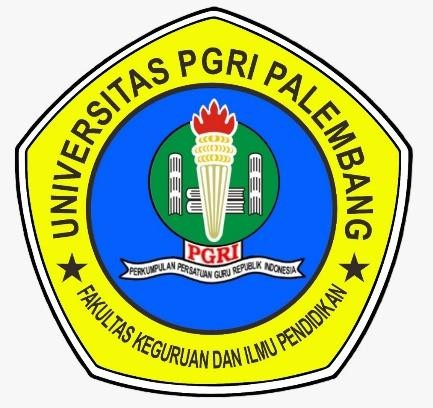 UNIVERSITAS PGRI PALEMBANG
PGRI
PERKUMPULAN PERSATUAN GURU REPUBLIK INDONESIA
FAKULTAS KEGURUAN DAN ILMU PENDIDIKAN